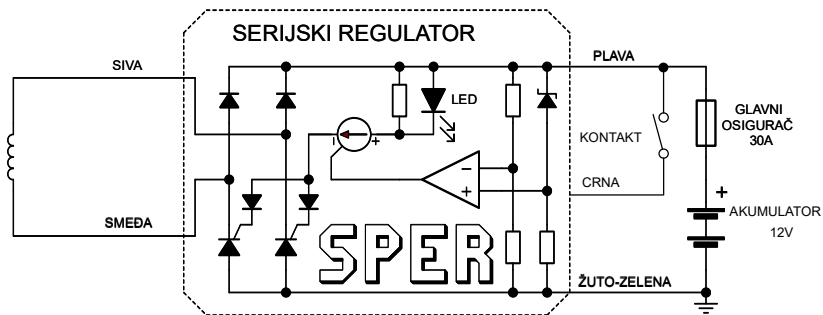 SERIJSKI REGULATOR
SIVA
PLAVA
LED
GLAVNI
OSIGURAČ
30A
KONTAKT
CRNA
SMEĐA
AKUMULATOR
12V
SPER
ŽUTO-ZELENA